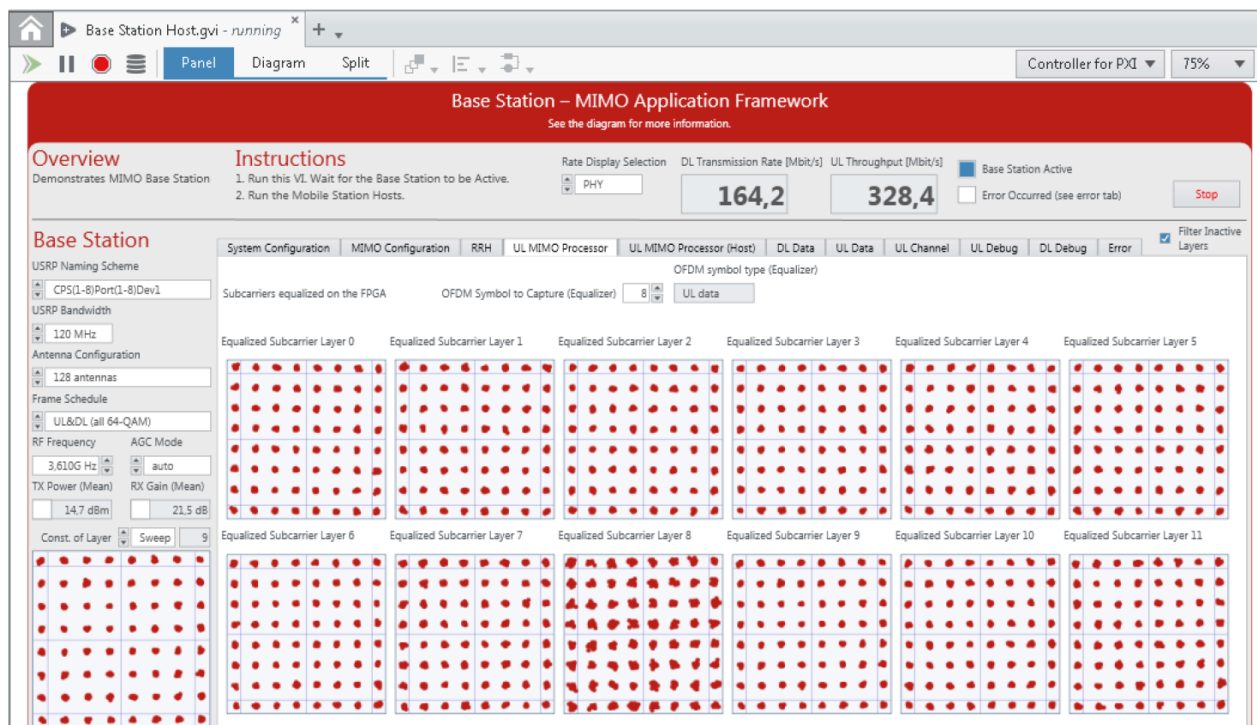 Base Station Host.gvi - running
Panel Diagram Split Controller for PXI 75%
Base Station – MIMO Application Framework
See the diagram for more information.
Overview
Demonstrates MIMO Base Station
Instructions
1. Run this VI. Wait for the Base Station to be Active.
2. Run the Mobile Station Hosts.
Rate Display Selection
PHY
DL Transmission Rate [Mbit/s]
164,2
UL Throughput [Mbit/s]
328,4
Base Station Active
Error Occurred (see error tab)
Stop
Base Station
USRP Naming Scheme
CPS(1-8)Port(1-8)Dev1
USRP Bandwidth
120 MHz
Antenna Configuration
128 antennas
Frame Schedule
UL&DL (all 64-QAM)
RF Frequency AGC Mode
3,610G Hz auto
TX Power (Mean) RX Gain (Mean)
14,7 dBm 21,5 dB
Const. of Layer Sweep 9
System Configuration MIMO Configuration RRH UL MIMO Processor UL MIMO Processor (Host) DL Data UL Data UL Channel UL Debug DL Debug Error
Filter Inactive
Layers
OFDM symbol type (Equalizer)
Subcarriers equalized on the FPGA OFDM Symbol to Capture (Equalizer) 8 UL data
Equalized Subcarrier Layer 0 Equalized Subcarrier Layer 1 Equalized Subcarrier Layer 2 Equalized Subcarrier Layer 3 Equalized Subcarrier Layer 4 Equalized Subcarrier Layer 5
Equalized Subcarrier Layer 6 Equalized Subcarrier Layer 7 Equalized Subcarrier Layer 8 Equalized Subcarrier Layer 9 Equalized Subcarrier Layer 10 Equalized Subcarrier Layer 11